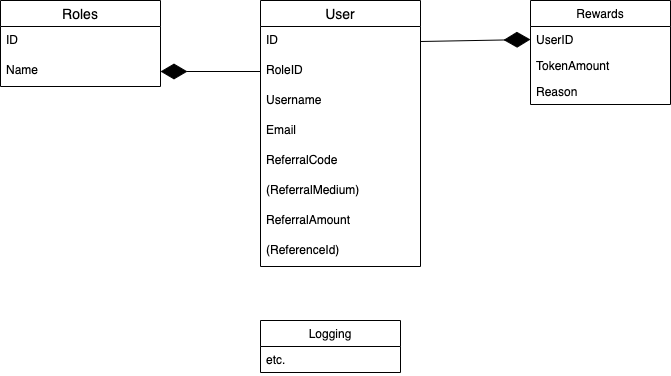 Roles
ID
Name
User
ID
RoleID
Username
Email
ReferralCode
(ReferralMedium)
ReferralAmount
(ReferenceId)
Rewards
UserID
TokenAmount
Reason
Logging
etc.